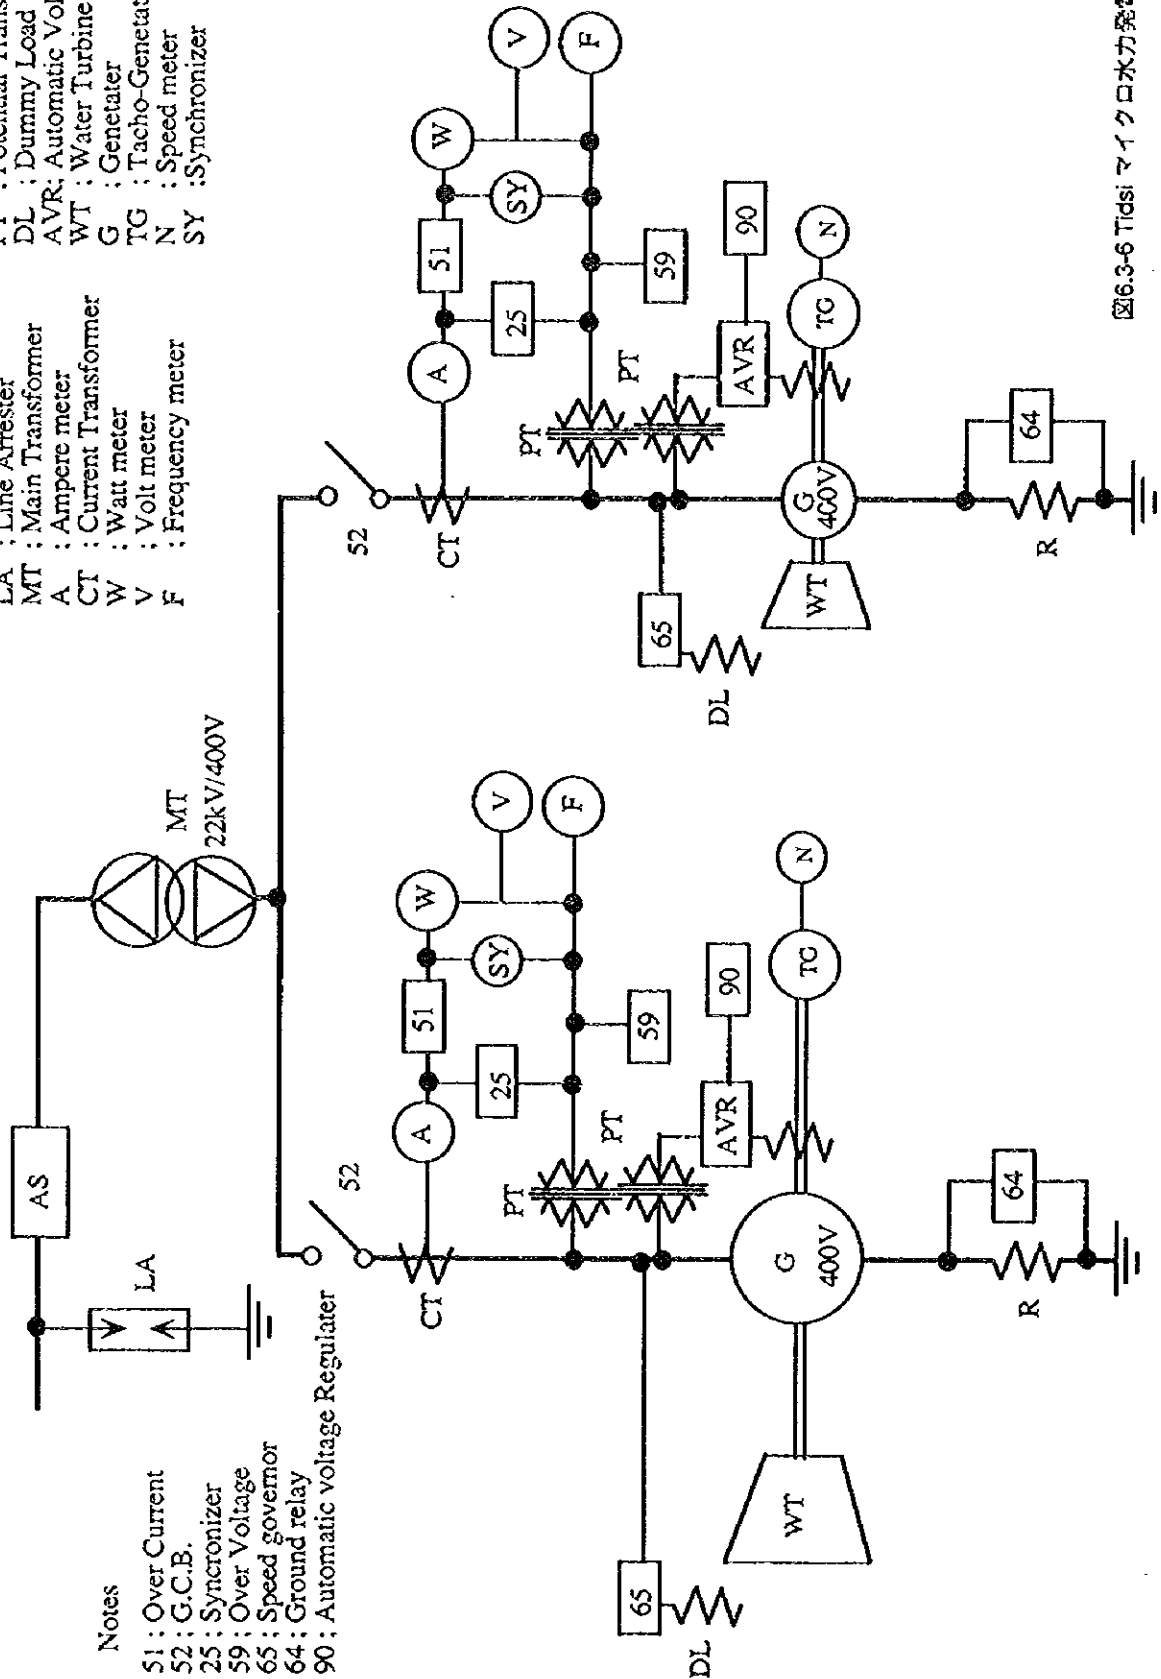 Notes
51 : Over Current
52 : G.C.B.
25 : Syncronizer
59 : Over Voltage
65 : Speed governor
64 : Ground relay
90 : Automatic voltage Regulater
LA : Line Arrester
MT : Main Transformer
A : Ampere meter
CT : Current Transformer
W : Watt meter
V : Volt meter
F : Frequency meter
DL : Dummy Load
AVR: Automatic
WT : Water Turbine
G : Genetater
TG
N : Speed meter
SY :Synchronizer
AS
LA
MT
22kV/400V
52
CT
A
51
W
V
25
SY
F
59
PT
PT
AVR
90
65
DL
WT
G
400V
TG
N
R
64
52
CT
A
51
W
V
25
SY
F
59
PT
PT
AVR
90
65
DL
WT
G
400V
TG
N
R
64
図6.3-6 Tidsi マイクロ水力発